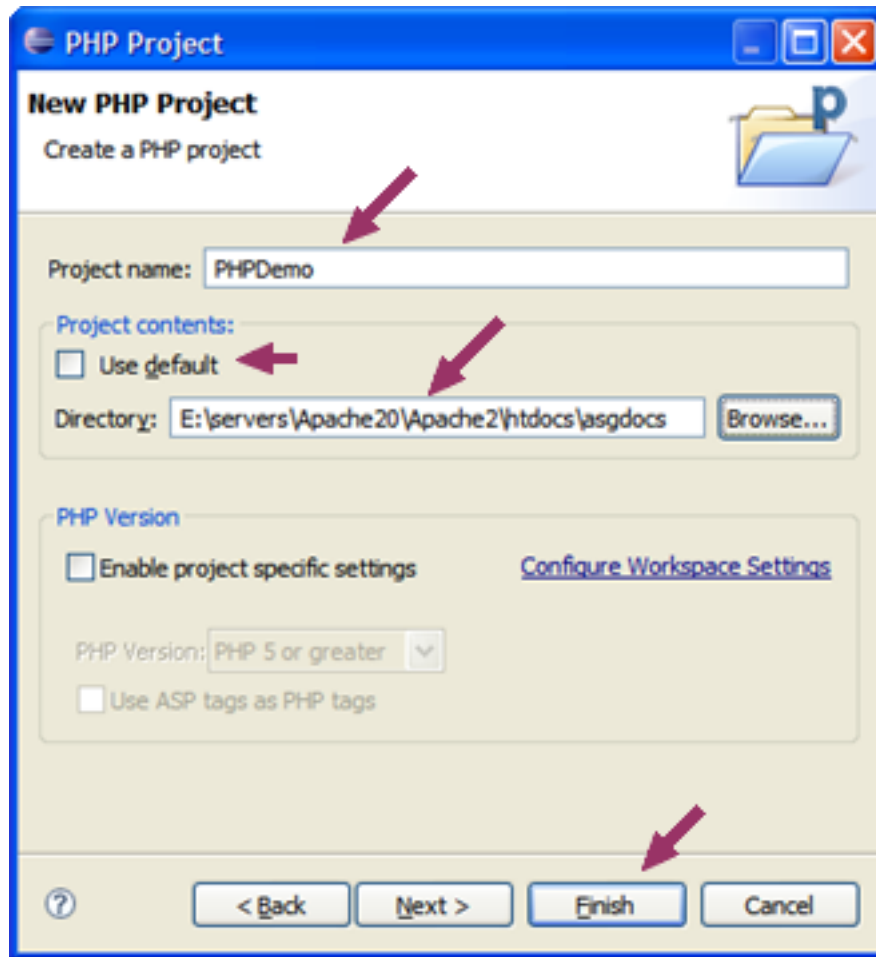 PHP Project
New PHP Project
Create a PHP project
p
Project name: PHPDemo
Project contents:
Use default
Directory: E:\servers\Apache20\Apache2\htdocs\asgdocs Browse...
PHP Version
Enable project specific settings Configure Workspace Settings
PHP Version: PHP 5 or greater
Use ASP tags as PHP tags
? < Back Next > Finish Cancel